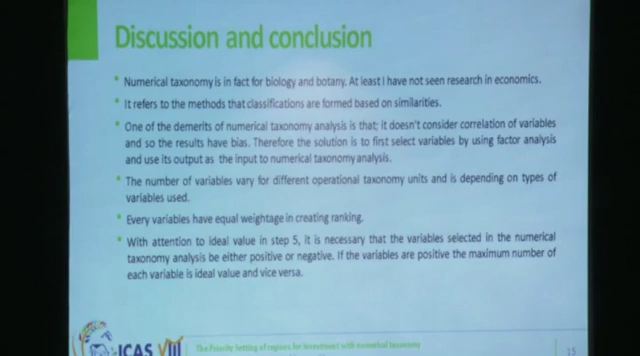 Discussion and conclusion
Numerical taxonomy is in fact for biology and botany. At least I have not seen research in economics.
It refers to the methods that classifications are formed based on similarities.
One of the demerits of numerical taxonomy analysis is that; it doesn't consider correlation of variables
and so the results have bias. Therefore the solution is to first select variables by using factor analysis
and use its output as the input to numerical taxonomy analysis.
The number of variables vary for different operational taxonomy units and is depending on types of
variables used.
Every variables have equal weightage in creating ranking.
With attention to ideal value in step 5, it is necessary that the variables selected in the numerical
taxonomy analysis be either positive or negative. If the variables are positive the maximum number of
each variable is ideal value and vice versa.
ICAS VIII
The Priority Setting of regions for investment with numerical taxonomy
15